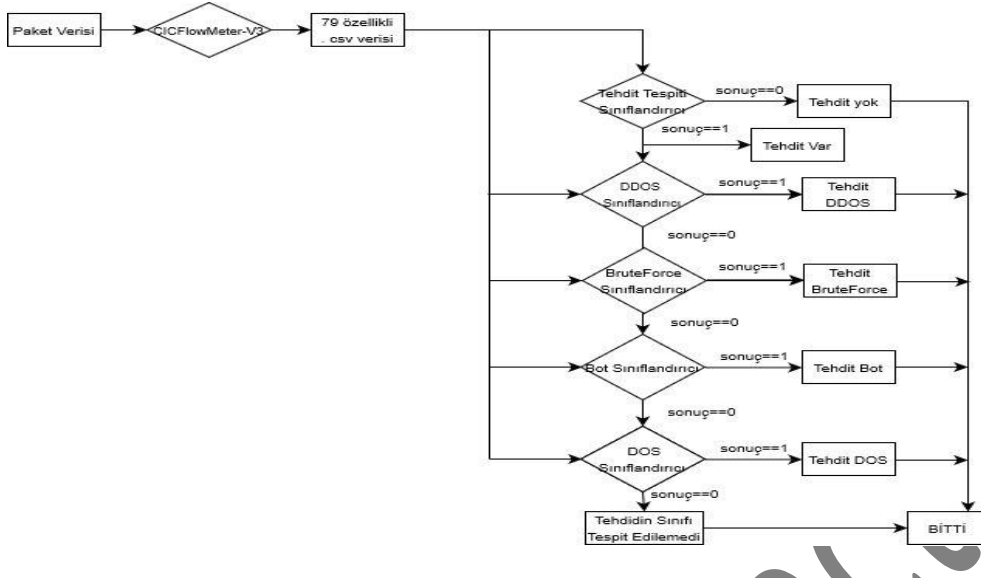 Paket Verisi
CICFlowMeter-V3
79 özellikli
. csv verisi
Tehdit Tespiti
Sınıflandırıcı
sonuç==0
Tehdit yok
sonuç==1
Tehdit Var
DDOS
Sınıflandırıcı
sonuç==1
Tehdit
DDOS
sonuç==0
BruteForce
Sınıflandırıcı
sonuç==1
Tehdit
BruteForce
sonuç==0
Bot Sınıflandırıcı
sonuç==1
Tehdit Bot
sonuç==0
DOS
Sınıflandırıcı
sonuç==1
Tehdit DOS
sonuç==0
Tehdidin Sınıfı
Tespit Edilemedi
BİTTİ